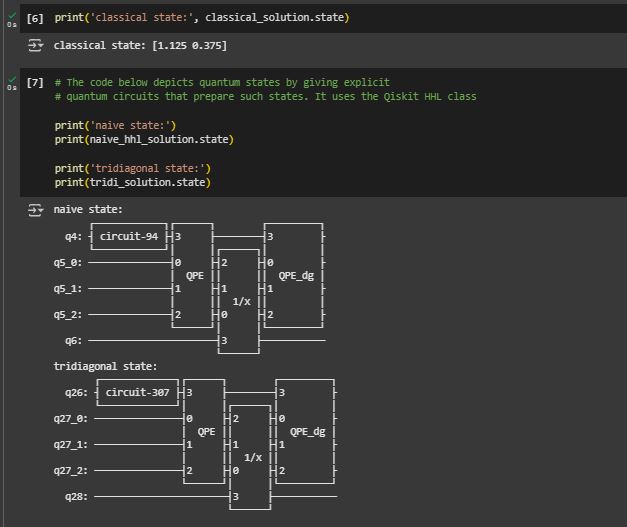 [6] print('classical state:', classical_solution.state)
0s
classical state: [1.125 0.375]
[7] # The code below depicts quantum states by giving explicit
0s
# quantum circuits that prepare such states. It uses the Qiskit HHL class
print('naive state:')
print(naive_hhl_solution.state)
print('tridiagonal state:')
print(tridi_solution.state)
naive state:
q4: circuit-94 3 3
q5_0: 0 2 0
QPE QPE_dg
q5_1: 1 1 1
1/x
q5_2: 2 0 2
q6: 3
tridiagonal state:
q26: circuit-307 3 3
q27_0: 0 2 0
QPE QPE_dg
q27_1: 1 1 1
1/x
q27_2: 2 0 2
q28: 3